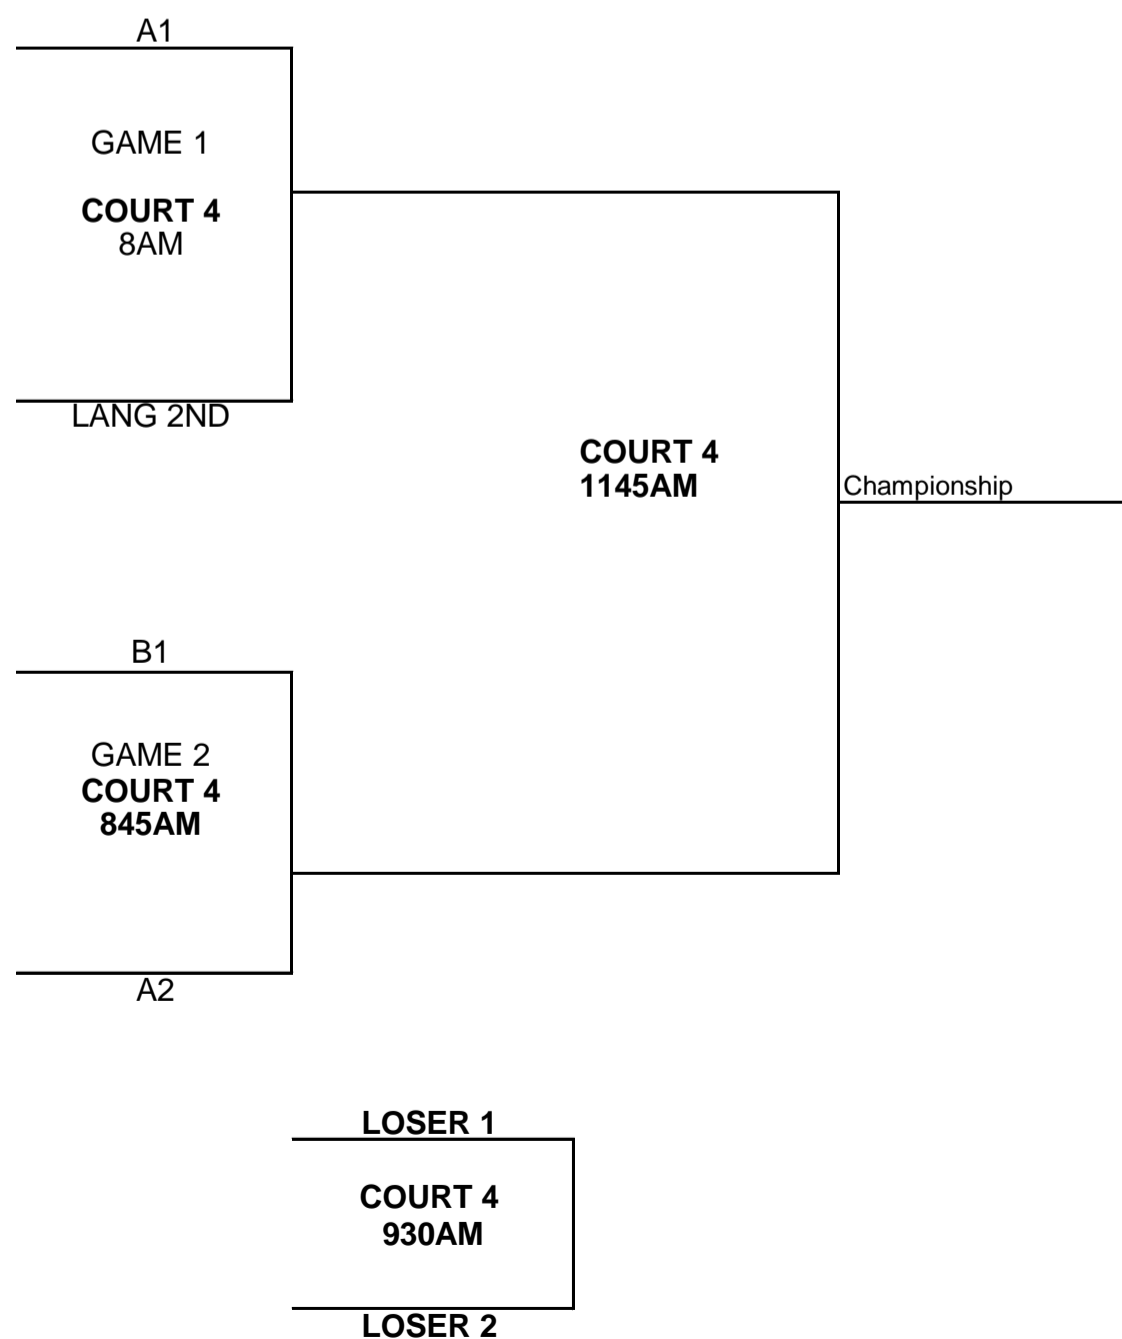 A1
GAME 1
COURT 4
8AM
LANG 2ND
COURT 4
1145AM
Championship
B1
GAME 2
COURT 4
845AM
A2
LOSER 1
COURT 4
930AM
LOSER 2